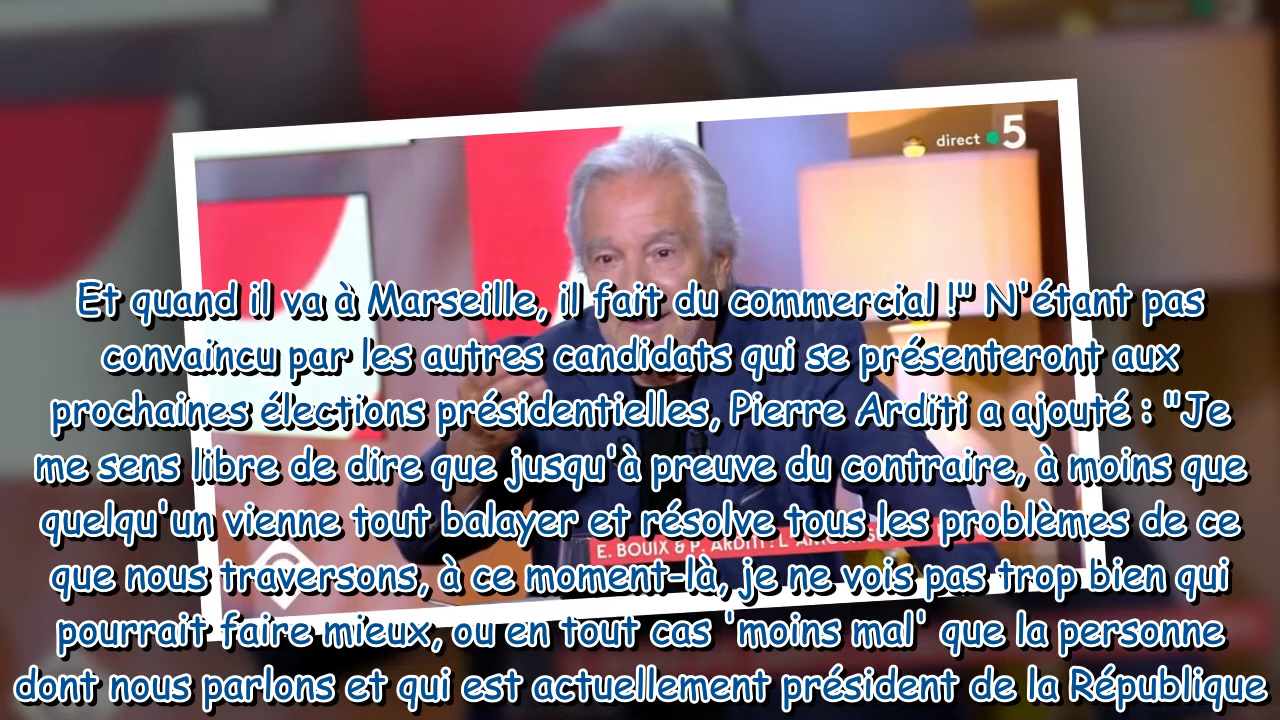 direct 5
Et quand il va à Marseille, il fait du commercial !" N'étant pas
convaincu par les autres candidats qui se présenteront aux
prochaines élections présidentielles, Pierre Arditi a ajouté : "Je
me sens libre de dire que jusqu'à preuve du contraire, à moins que
quelqu'un vienne tout balayer et résolve tous les problèmes de ce
E. BOUIX & P. ARDITI : L'AMOUR
que nous traversons, à ce moment-là, je ne vois pas trop bien qui
pourrait faire mieux, ou en tout cas 'moins mal' que la personne
dont nous parlons et qui est actuellement président de la République